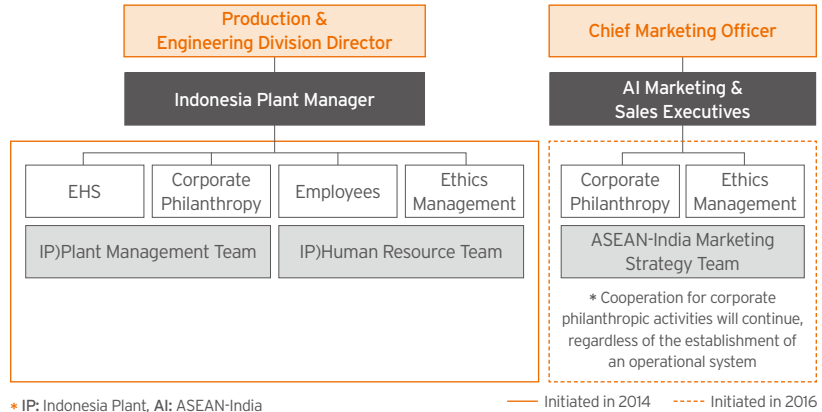 Production &
Engineering Division Director
Chief Marketing Officer
Indonesia Plant Manager
AI Marketing &
Sales Executives
EHS
Corporate
Philanthropy
Employees
Ethics
Management
Corporate
Philanthropy
Ethics
Management
IP)Plant Management Team
IP)Human Resource Team
ASEAN-India Marketing
Strategy Team
* Cooperation for corporate
philanthropic activities will continue,
regardless of the establishment of
an operational system
* IP: Indonesia Plant, AI: ASEAN-India
Initiated in 2014
Initiated in 2016